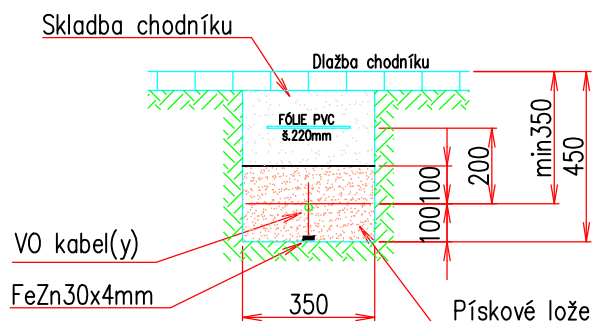 Skladba chodníku
Dlažba chodníku
FÓLIE PVC
š.220mm
100
100
200
min350
450
VO kabel(y)
FeZn30x4mm
350
Pískové lože